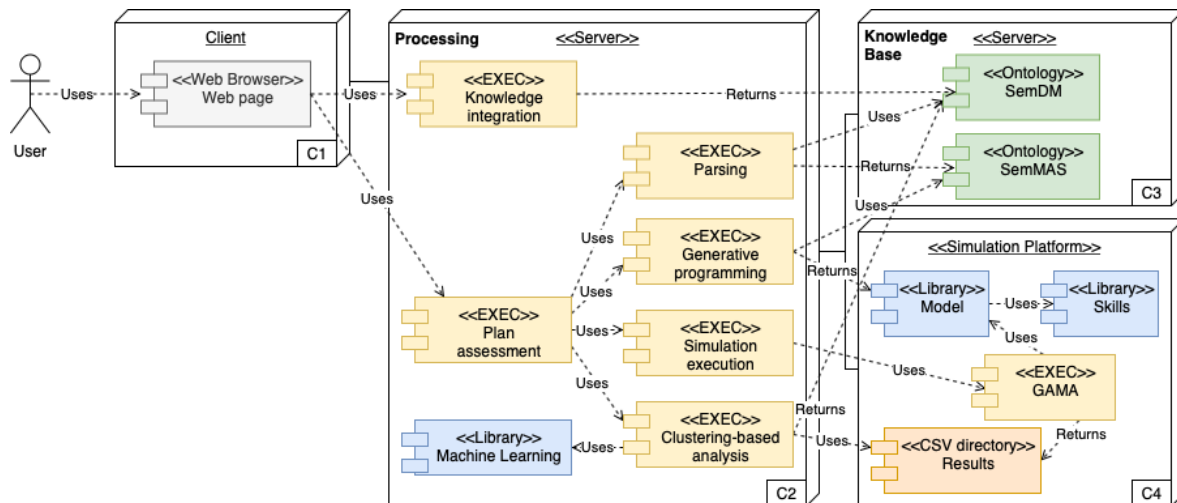 Client
Processing
<<Server>>
Knowledge
Base
<<Server>>
<<Web Browser>>
Web page
<<EXEC>>
Knowledge
integration
<<Ontology>>
SemDM
Uses
Uses
Returns
Uses
User
C1
<<EXEC>>
Parsing
Returns
<<Ontology>>
SemMAS
C3
Uses
Uses
Uses
<<EXEC>>
Generative
programming
Returns
<<Simulation Platform>>
Uses
<<Library>>
Model
Uses
<<Library>>
Skills
<<EXEC>>
Plan
assessment
Uses
<<EXEC>>
Simulation
execution
Uses
Uses
<<EXEC>>
GAMA
Uses
Returns
<<Library>>
Machine Learning
Uses
<<EXEC>>
Clustering-based
analysis
Uses
<<CSV directory>>
Results
Returns
C2
C4